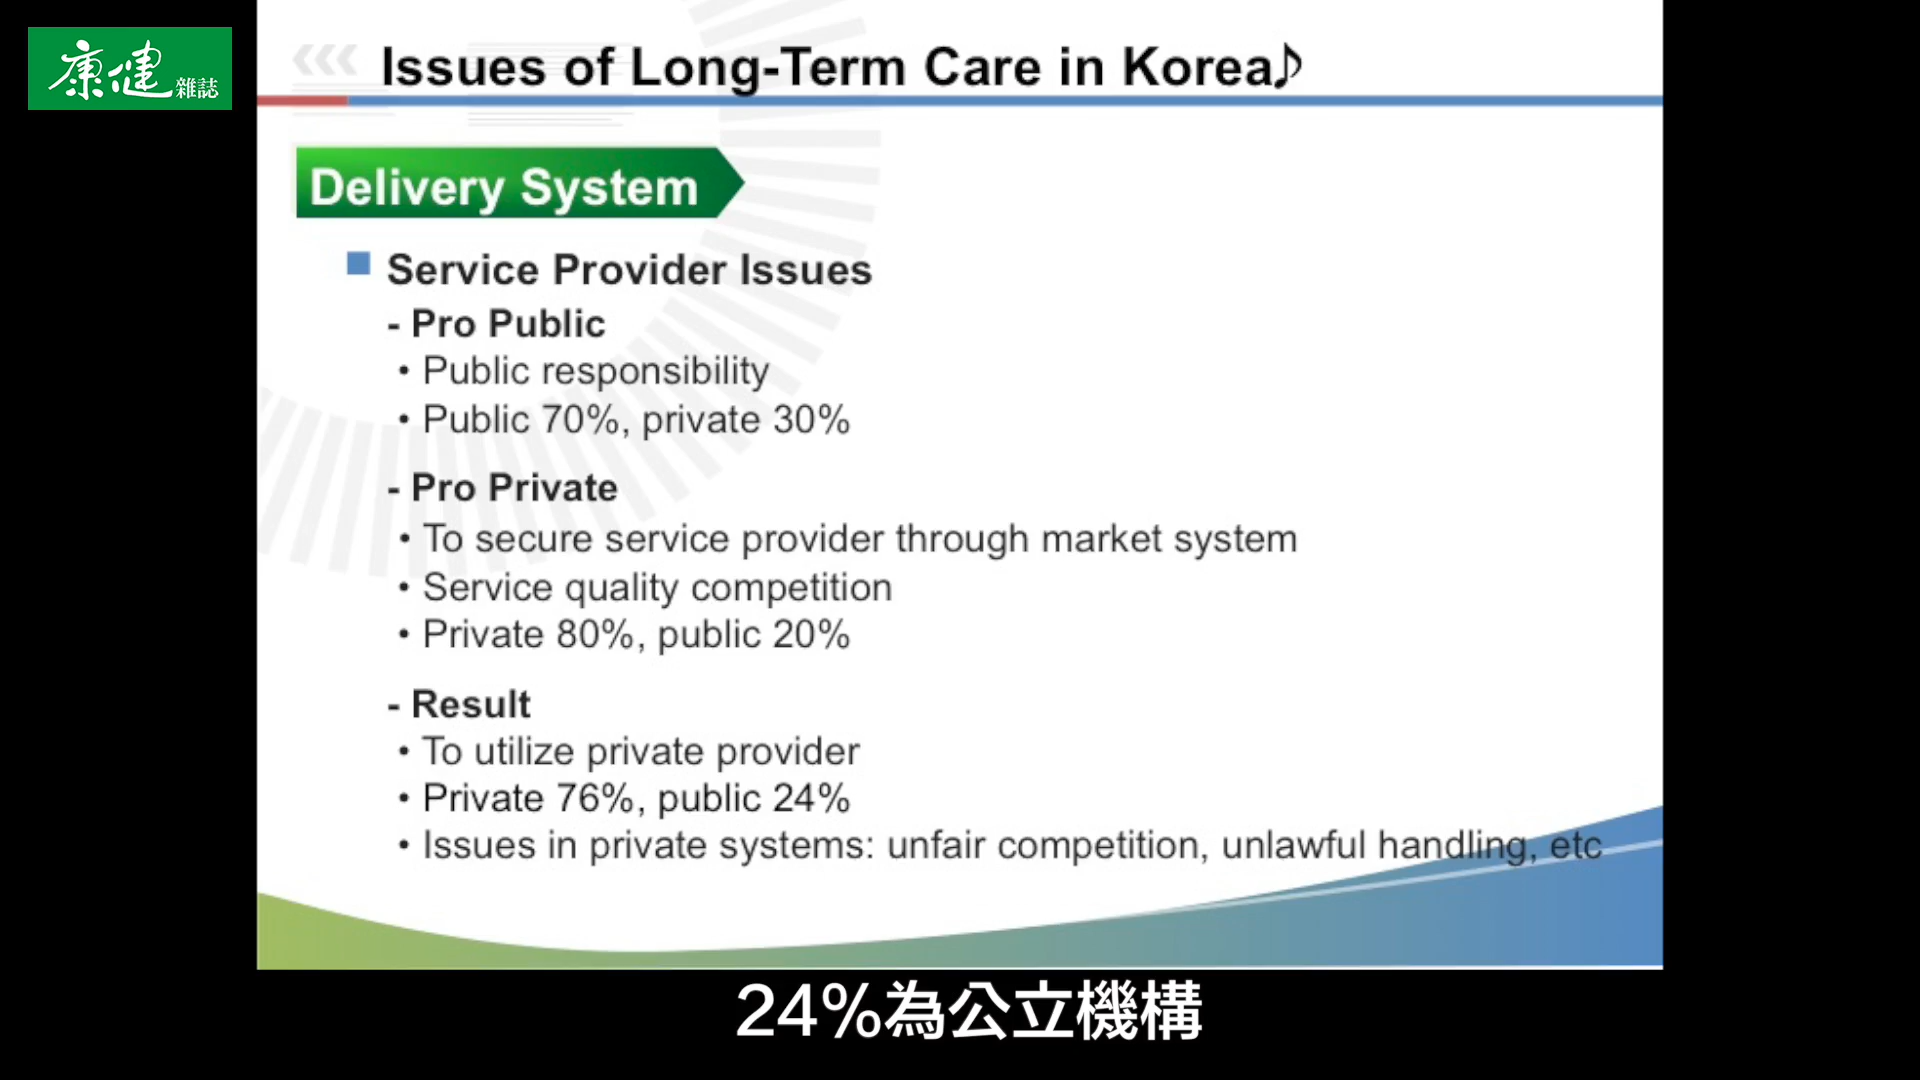 康健雜誌
Issues of Long-Term Care in Korea♪
Delivery System
■ Service Provider Issues
- Pro Public
• Public responsibility
• Public 70%, private 30%
- Pro Private
• To secure service provider through market system
• Service quality competition
• Private 80%, public 20%
- Result
• To utilize private provider
• Private 76%, public 24%
• Issues in private systems: unfair competition, unlawful handling, etc
24%為公立機構